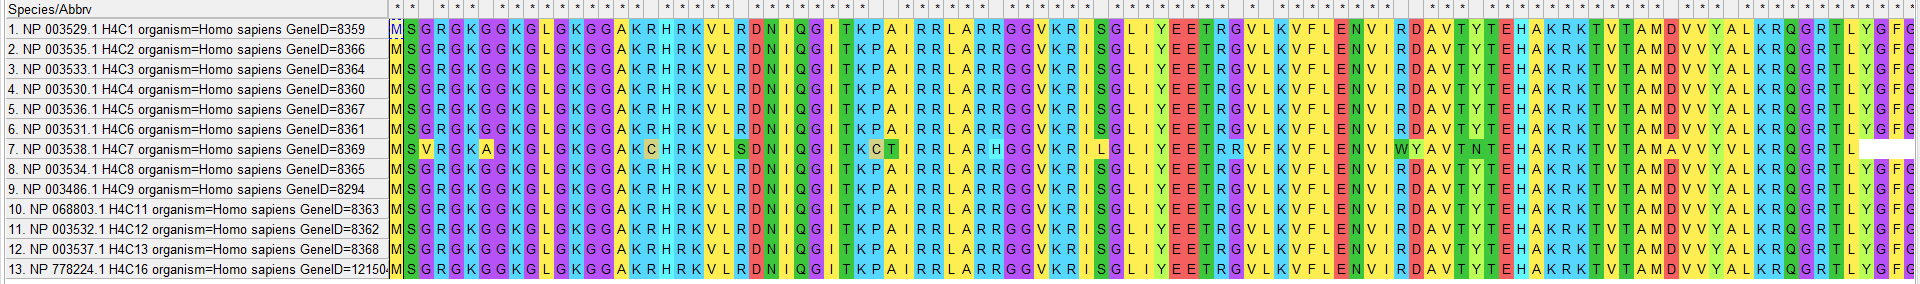 Species/Abbrv * * * * * * * * * * * * * * * * * * * * * * * * * * * * * * * * * * * * * * * * * * * * * * * * * * * * * * * * * * * * * * * * * * * * * * * * * * * * * * * * * * * * * * *
1. NP 003529.1 H4C1 organism=Homo sapiens GeneID=8359 MSGRGKGGKGLGKGGAKRHRKVLRDNIQGITKPAIRRLARRGGVKRISGLIYEETRGVLKVFLENVIRDAVTYTEHAKRKTVTAMDVVYALKRQGRTLYGFG
2. NP 003535.1 H4C2 organism=Homo sapiens GeneID=8366 MSGRGKGGKGLGKGGAKRHRKVLRDNIQGITKPAIRRLARRGGVKRISGLIYEETRGVLKVFLENVIRDAVTYTEHAKRKTVTAMDVVYALKRQGRTLYGFG
3. NP 003533.1 H4C3 organism=Homo sapiens GeneID=8364 MSGRGKGGKGLGKGGAKRHRKVLRDNIQGITKPAIRRLARRGGVKRISGLIYEETRGVLKVFLENVIRDAVTYTEHAKRKTVTAMDVVYALKRQGRTLYGFG
4. NP 003530.1 H4C4 organism=Homo sapiens GeneID=8360 MSGRGKGGKGLGKGGAKRHRKVLRDNIQGITKPAIRRLARRGGVKRISGLIYEETRGVLKVFLENVIRDAVTYTEHAKRKTVTAMDVVYALKRQGRTLYGFG
5. NP 003536.1 H4C5 organism=Homo sapiens GeneID=8367 MSGRGKGGKGLGKGGAKRHRKVLRDNIQGITKPAIRRLARRGGVKRISGLIYEETRGVLKVFLENVIRDAVTYTEHAKRKTVTAMDVVYALKRQGRTLYGFG
6. NP 003531.1 H4C6 organism=Homo sapiens GeneID=8361 MSGRGKGGKGLGKGGAKRHRKVLRDNIQGITKPAIRRLARRGGVKRISGLIYEETRGVLKVFLENVIRDAVTYTEHAKRKTVTAMDVVYALKRQGRTLYGFG
7. NP 003538.1 H4C7 organism=Homo sapiens GeneID=8369 MSVRGKAGKGLGKGGAKCHRKVLSDNIQGITKCTIRRLARHGGVKRILGLIYEETRRVFKVFLENVIWYAVTNTEHAKRKTVTAMAVVYVLKRQGRTL
8. NP 003534.1 H4C8 organism=Homo sapiens GeneID=8365 MSGRGKGGKGLGKGGAKRHRKVLRDNIQGITKPAIRRLARRGGVKRISGLIYEETRGVLKVFLENVIRDAVTYTEHAKRKTVTAMDVVYALKRQGRTLYGFG
9. NP 003486.1 H4C9 organism=Homo sapiens GeneID=8294 MSGRGKGGKGLGKGGAKRHRKVLRDNIQGITKPAIRRLARRGGVKRISGLIYEETRGVLKVFLENVIRDAVTYTEHAKRKTVTAMDVVYALKRQGRTLYGFG
10. NP 068803.1 H4C11 organism=Homo sapiens GeneID=8363 MSGRGKGGKGLGKGGAKRHRKVLRDNIQGITKPAIRRLARRGGVKRISGLIYEETRGVLKVFLENVIRDAVTYTEHAKRKTVTAMDVVYALKRQGRTLYGFG
11. NP 003532.1 H4C12 organism=Homo sapiens GeneID=8362 MSGRGKGGKGLGKGGAKRHRKVLRDNIQGITKPAIRRLARRGGVKRISGLIYEETRGVLKVFLENVIRDAVTYTEHAKRKTVTAMDVVYALKRQGRTLYGFG
12. NP 003537.1 H4C13 organism=Homo sapiens GeneID=8368 MSGRGKGGKGLGKGGAKRHRKVLRDNIQGITKPAIRRLARRGGVKRISGLIYEETRGVLKVFLENVIRDAVTYTEHAKRKTVTAMDVVYALKRQGRTLYGFG
13. NP 778224.1 H4C16 organism=Homo sapiens GeneID=12150 MSGRGKGGKGLGKGGAKRHRKVLRDNIQGITKPAIRRLARRGGVKRISGLIYEETRGVLKVFLENVIRDAVTYTEHAKRKTVTAMDVVYALKRQGRTLYGFG